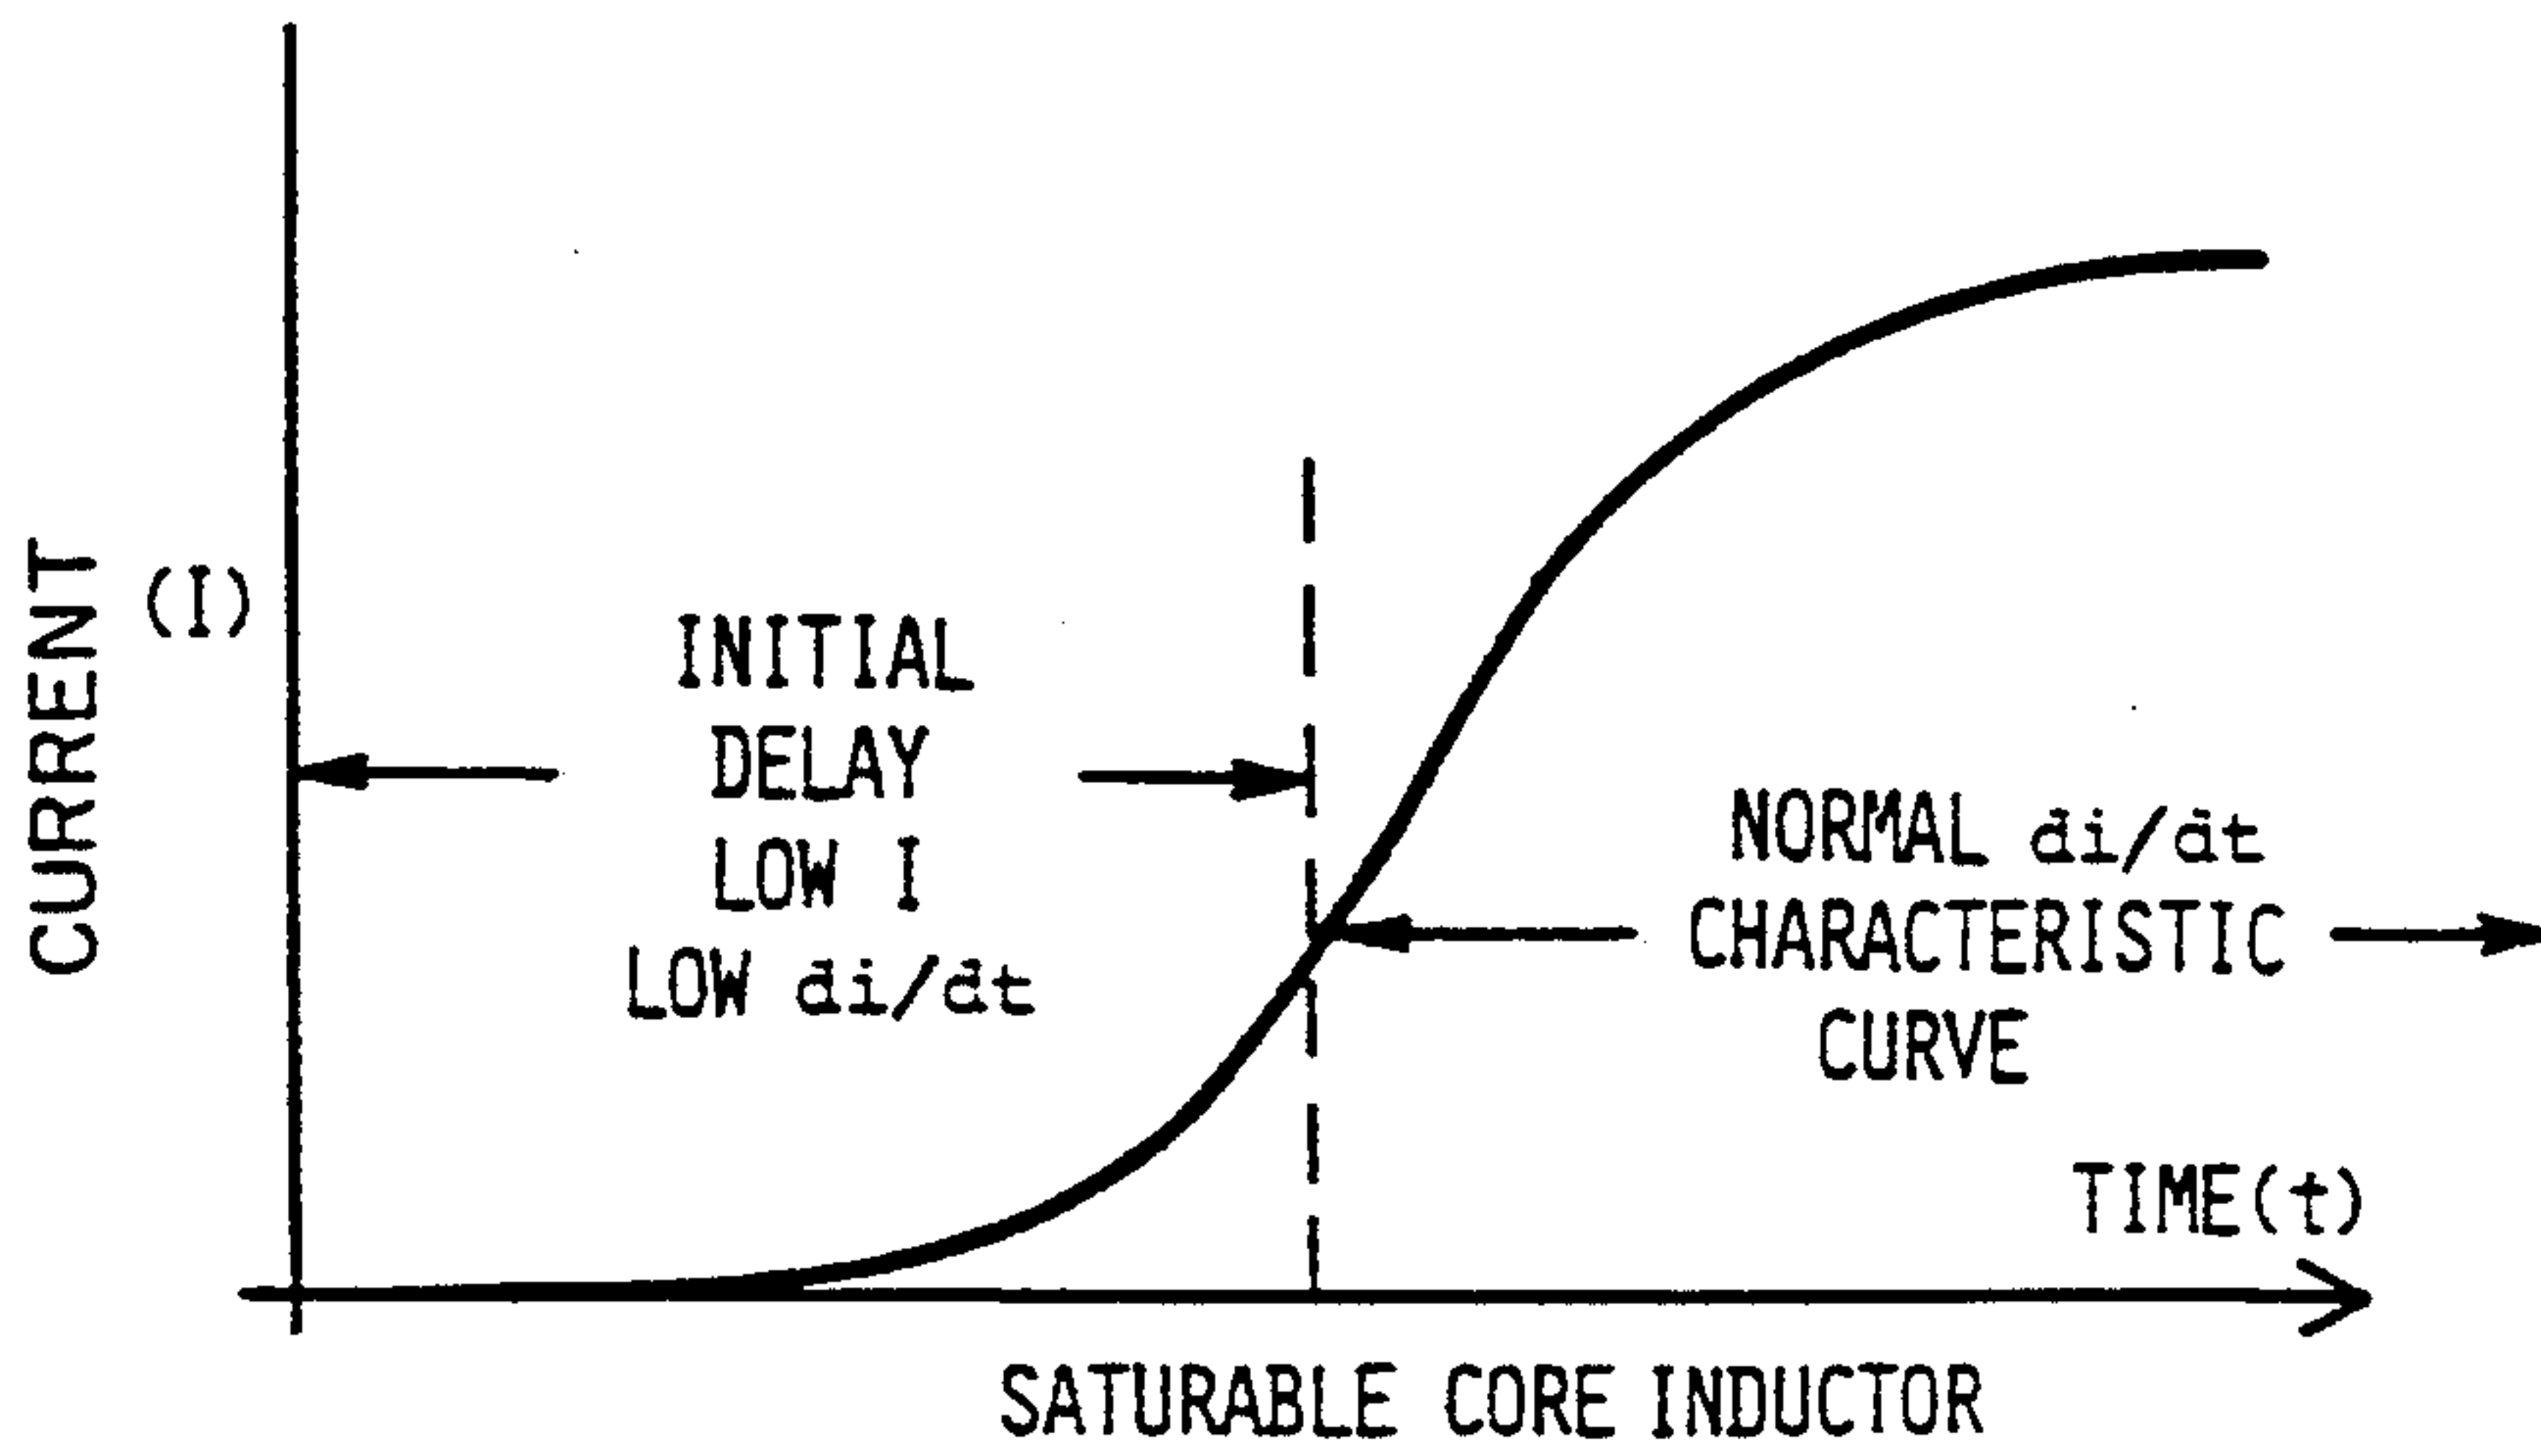 CURRENT
(I)
INITIAL
DELAY
LOW I
LOW di/dt
NORMAL di/dt
CHARACTERISTIC
CURVE
TIME(t)
SATURABLE CORE INDUCTOR